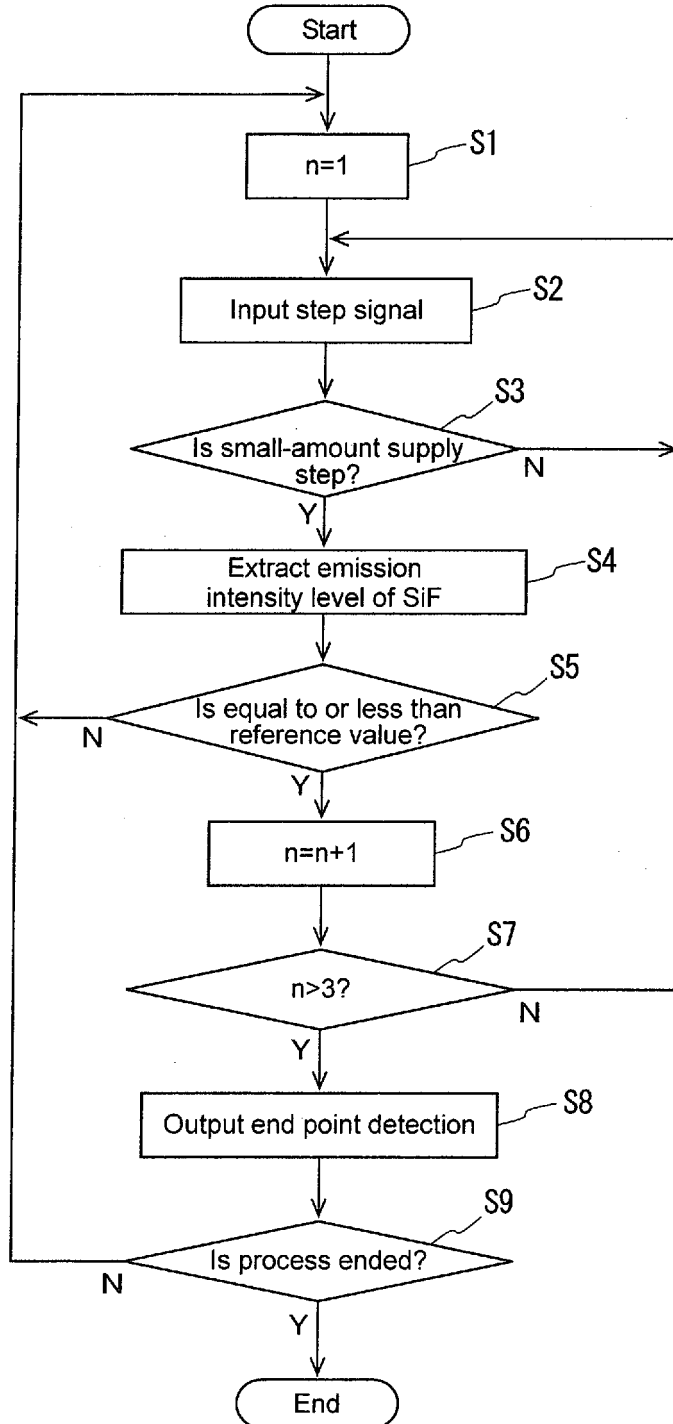 Start
n=1
S1
Input step signal
S2
S3
Is small-amount supply
step?
N
Y
Extract emission
intensity level of SiF
S4
S5
Is equal to or less than
reference value?
N
Y
n=n+1
S6
S7
n>3?
N
Y
Output end point detection
S8
S9
Is process ended?
N
Y
End